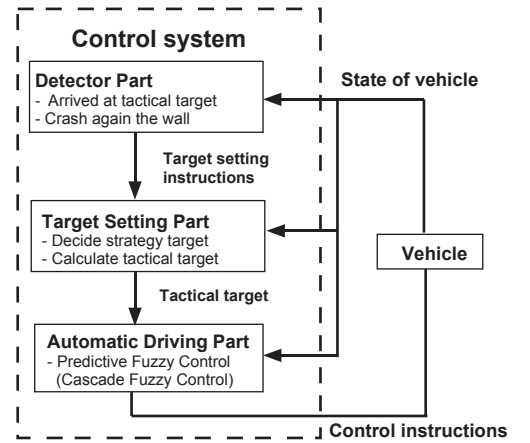 Control system
Detector Part
- Arrived at tactical target
- Crash again the wall
State of vehicle
Target setting
instructions
Target Setting Part
- Decide strategy target
- Calculate tactical target
Vehicle
Tactical target
Automatic Driving Part
- Predictive Fuzzy Control
(Cascade Fuzzy Control)
Control instructions